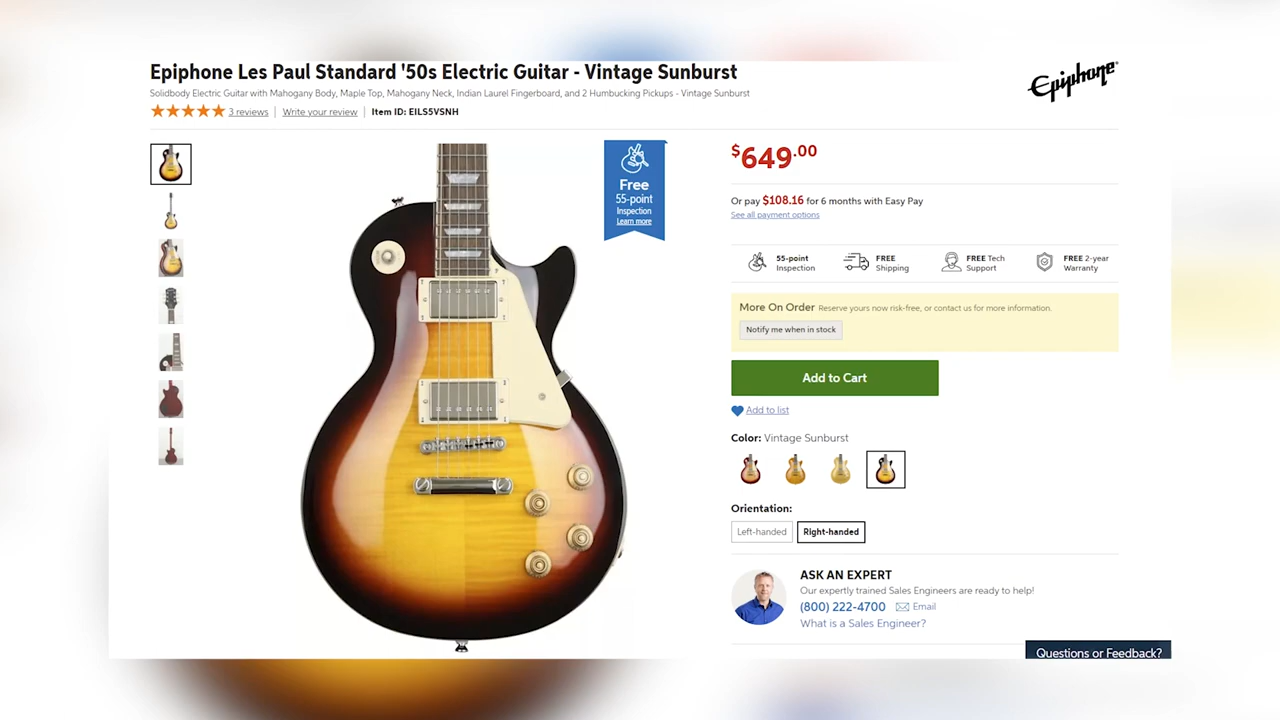 Epiphone Les Paul Standard '50s Electric Guitar - Vintage Sunburst
Solidbody Electric Guitar with Mahogany Body, Maple Top, Mahogany Neck, Indian Laurel Fingerboard, and 2 Humbucking Pickups - Vintage Sunburst
3 reviews | Write your review | Item ID: EILS5VSNH
Epiphone
Free
55-point
Inspection
Learn more
$649.00
Or pay $108.16 for 6 months with Easy Pay
See all payment options
55-point
Inspection
FREE
Shipping
FREE Tech
Support
FREE 2-year
Warranty
More On Order Reserve yours now risk-free, or contact us for more information.
Notify me when in stock
Add to Cart
Add to list
Color: Vintage Sunburst
Orientation:
Left-handed Right-handed
ASK AN EXPERT
Our expertly trained Sales Engineers are ready to help!
(800) 222-4700 Email
What is a Sales Engineer?
Questions or Feedback?